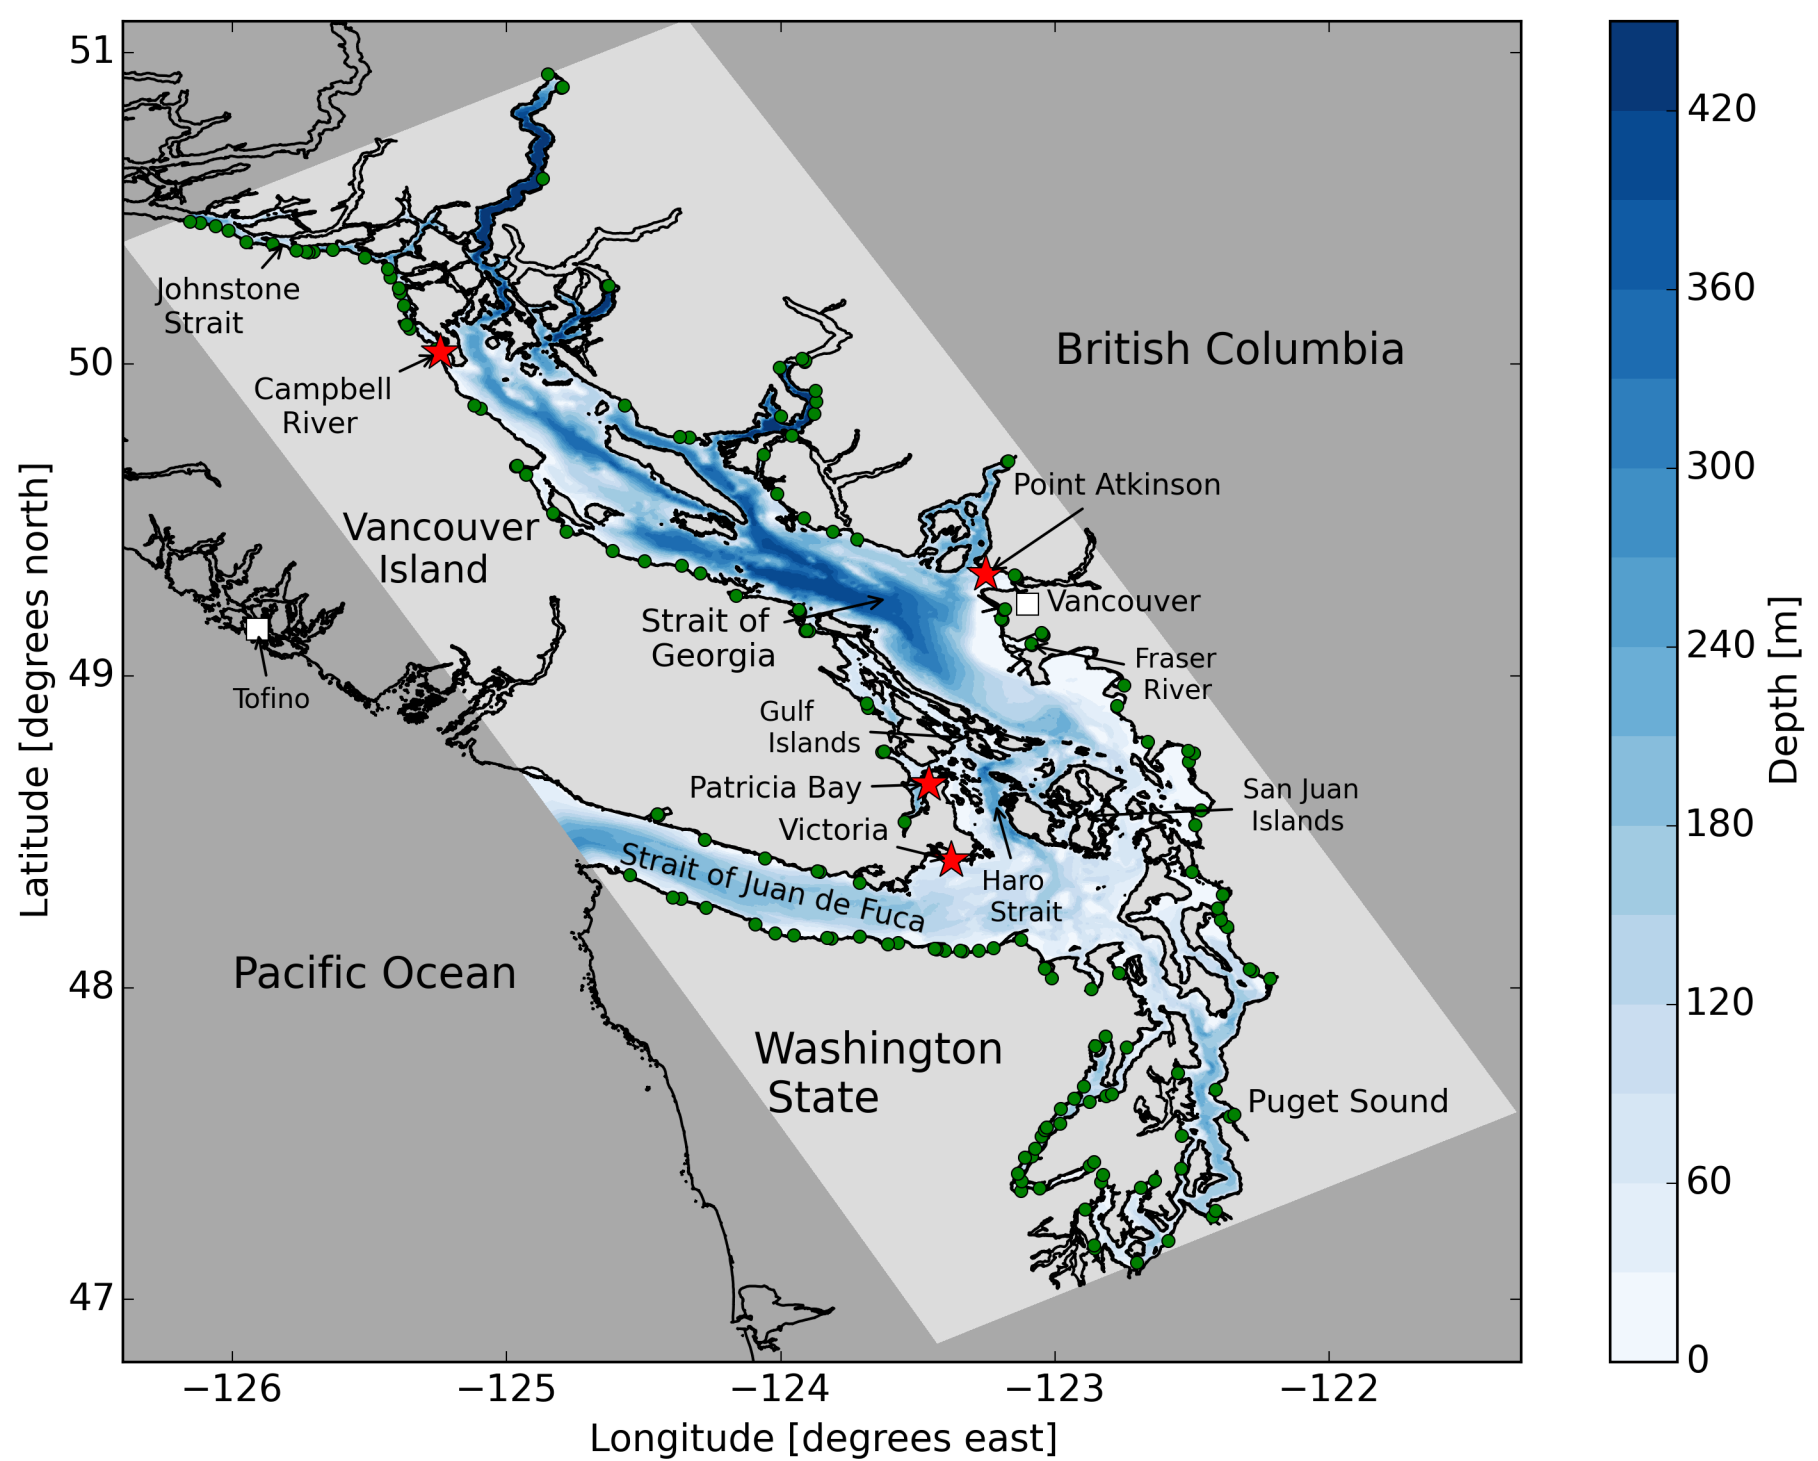 51
50
49
48
47
Latitude [degrees north]
−126
−125
−124
−123
−122
Longitude [degrees east]
Johnstone
Strait
Campbell
River
British Columbia
Point Atkinson
Vancouver
Island
Vancouver
Strait of
Georgia
Fraser
River
Tofino
Gulf
Islands
Patricia Bay
San Juan
Islands
Victoria
Strait of Juan de Fuca
Haro
Strait
Pacific Ocean
Washington
State
Puget Sound
420
360
300
240
180
120
60
0
Depth [m]